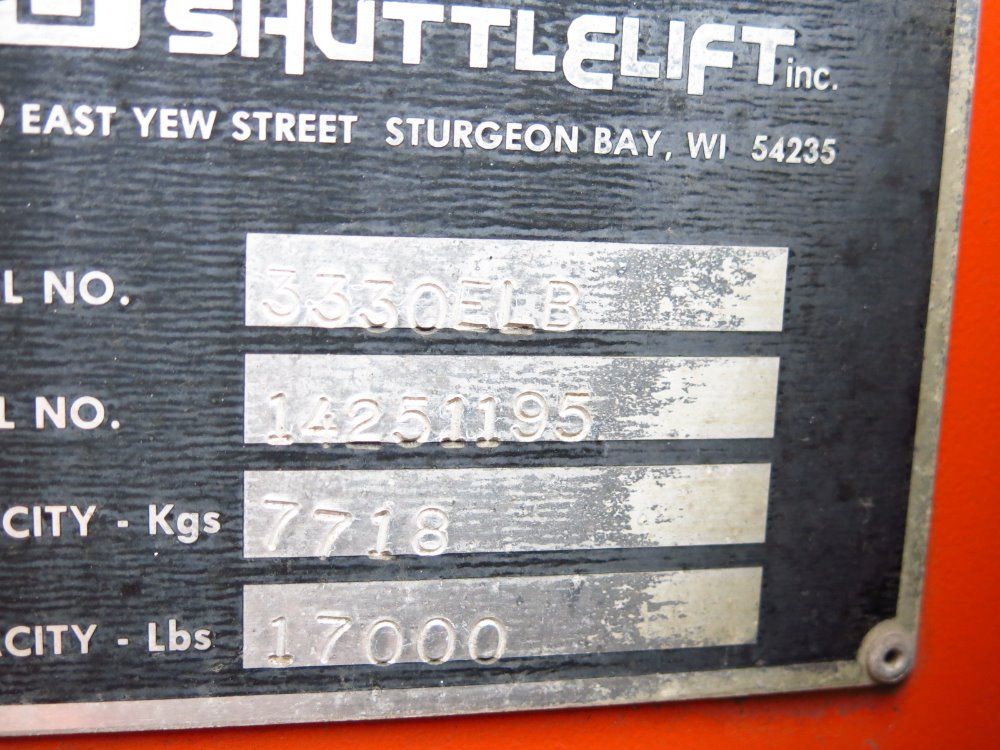 SHUTTLELIFT inc.
9 EAST YEW STREET STURGEON BAY, WI 54235
L NO. 3330ELB
L NO. 14251195
CITY - Kgs 7718
CITY - Lbs 17000